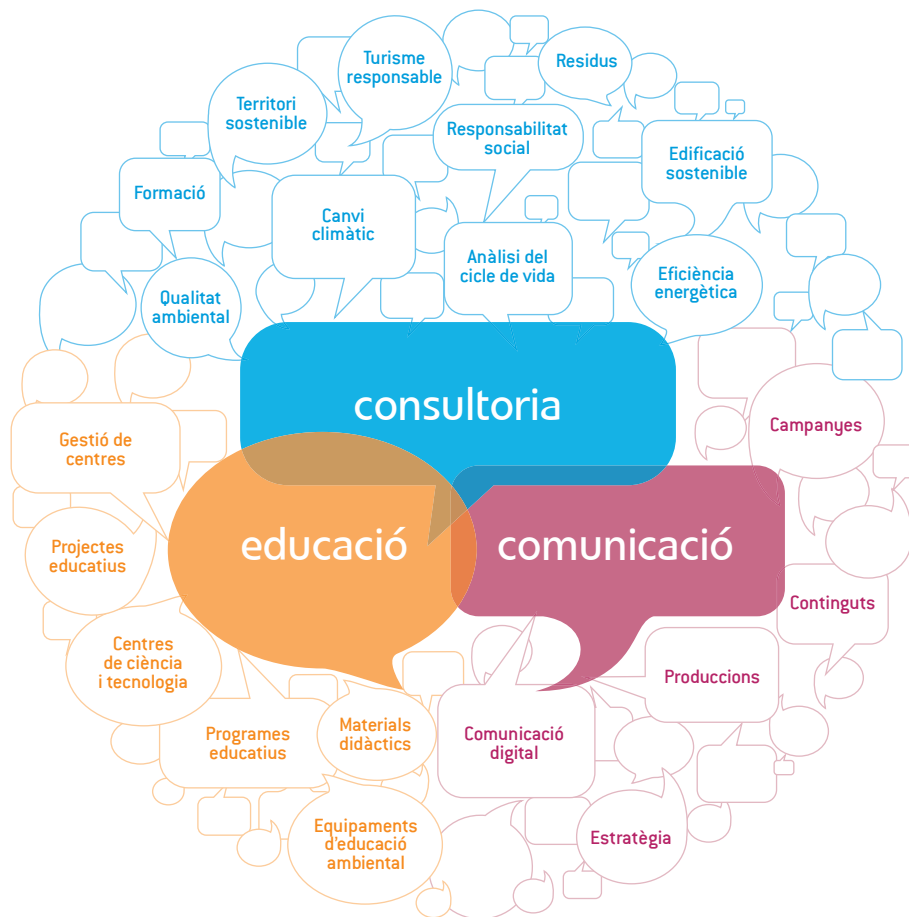 Turisme
responsable
Residus
Territori
sostenible
Responsabilitat
social
Edificació
sostenible
Formació
Canvi
climàtic
Anàlisi del
cicle de vida
Eficiència
energètica
Qualitat
ambiental
consultoria
Gestió de
centres
Campanyes
educació
comunicació
Projectes
educatius
Continguts
Centres
de ciència
i tecnologia
Produccions
Programes
educatius
Materials
didàctics
Comunicació
digital
Equipaments
d'educació
ambiental
Estratègia